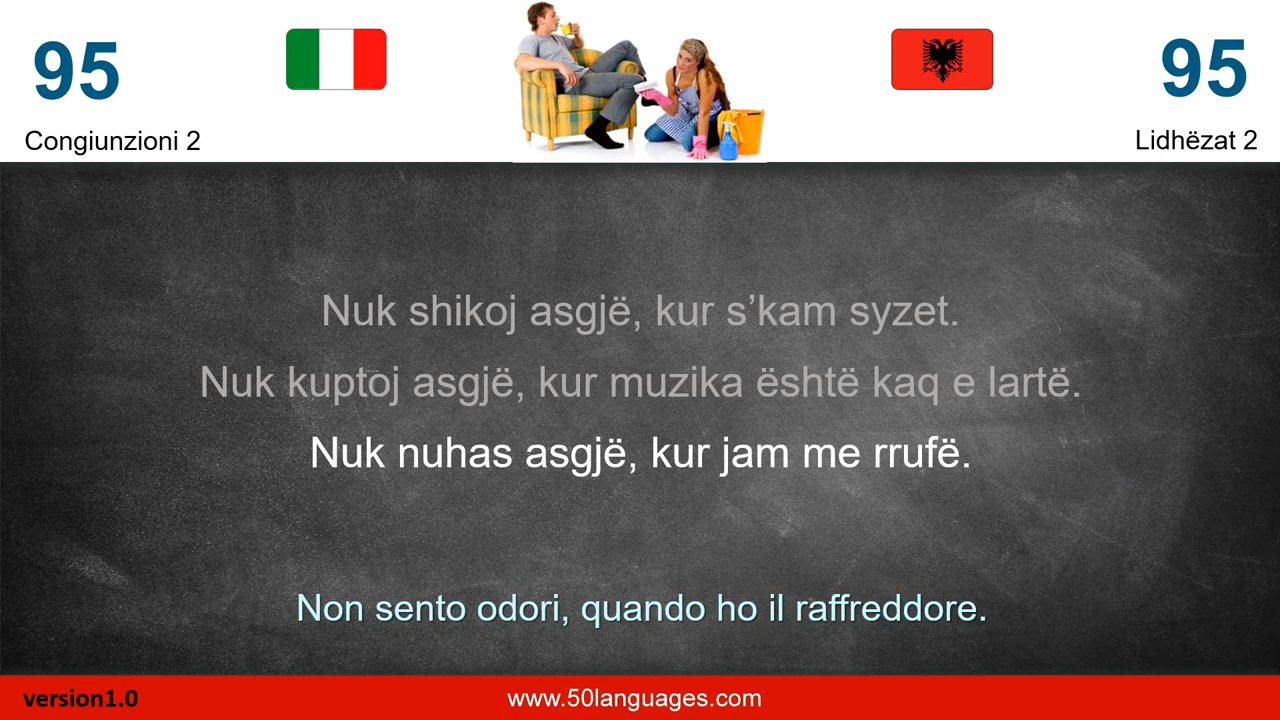 95
95
Congiunzioni 2
Lidhëzat 2
Nuk shikoj asgjë, kur s’kam syzet.
Nuk kuptoj asgjë, kur muzika është kaq e lartë.
Nuk nuhas asgjë, kur jam me rrufë.
Non sento odori, quando ho il raffreddore.
version1.0
www.50languages.com